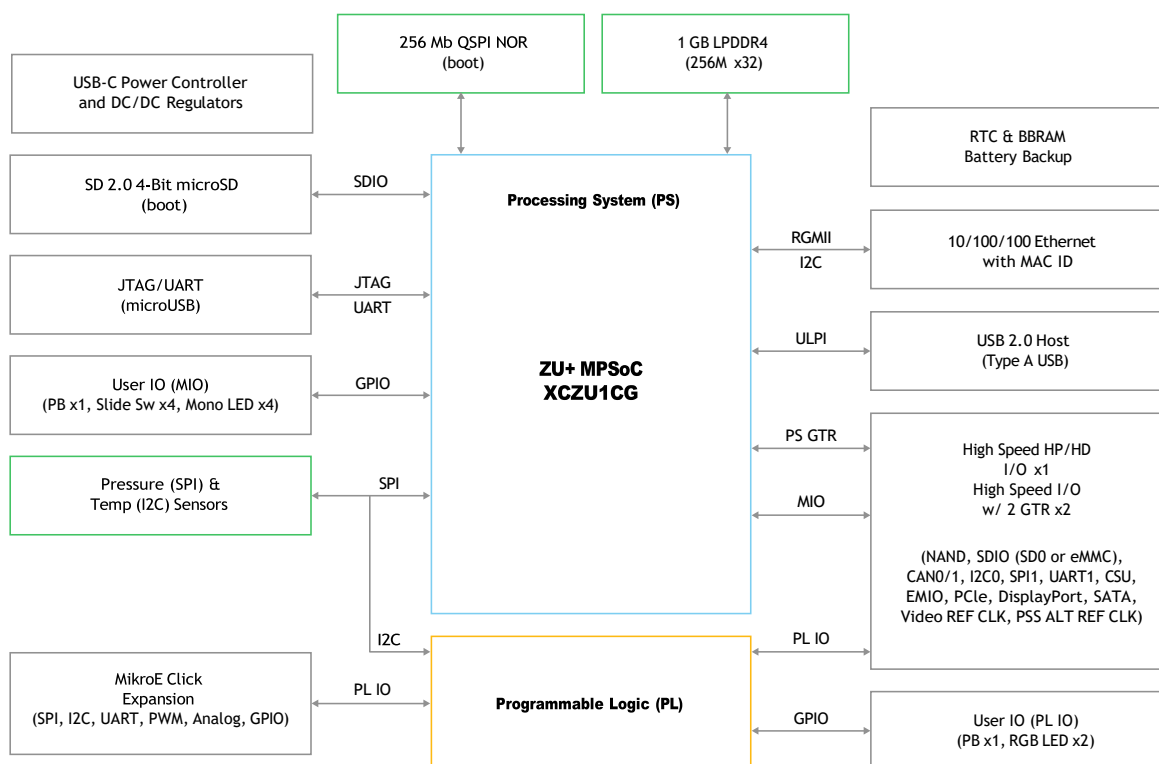 256 Mb QSPI NOR
(boot)
1 GB LPDDR4
(256M x32)
USB-C Power Controller
and DC/DC Regulators
RTC & BBRAM
Battery Backup
SD 2.0 4-Bit microSD
(boot)
SDIO
Processing System (PS)
RGMII
I2C
10/100/100 Ethernet
with MAC ID
JTAG/UART
(microUSB)
JTAG
UART
ULPI
USB 2.0 Host
(Type A USB)
ZU+ MPSoC
XCZU1CG
User IO (MIO)
(PB x1, Slide Sw x4, Mono LED x4)
GPIO
PS GTR
MIO
High Speed HP/HD
I/O x1
High Speed I/O
w/ 2 GTR x2
(NAND, SDIO (SD0 or eMMC),
CAN0/1, I2C0, SPI1, UART1, CSU,
EMIO, PCIe, DisplayPort, SATA,
Video REF CLK, PSS ALT REF CLK)
Pressure (SPI) &
Temp (I2C) Sensors
SPI
I2C
PL IO
MikroE Click
Expansion
(SPI, I2C, UART, PWM, Analog, GPIO)
PL IO
Programmable Logic (PL)
GPIO
User IO (PL IO)
(PB x1, RGB LED x2)